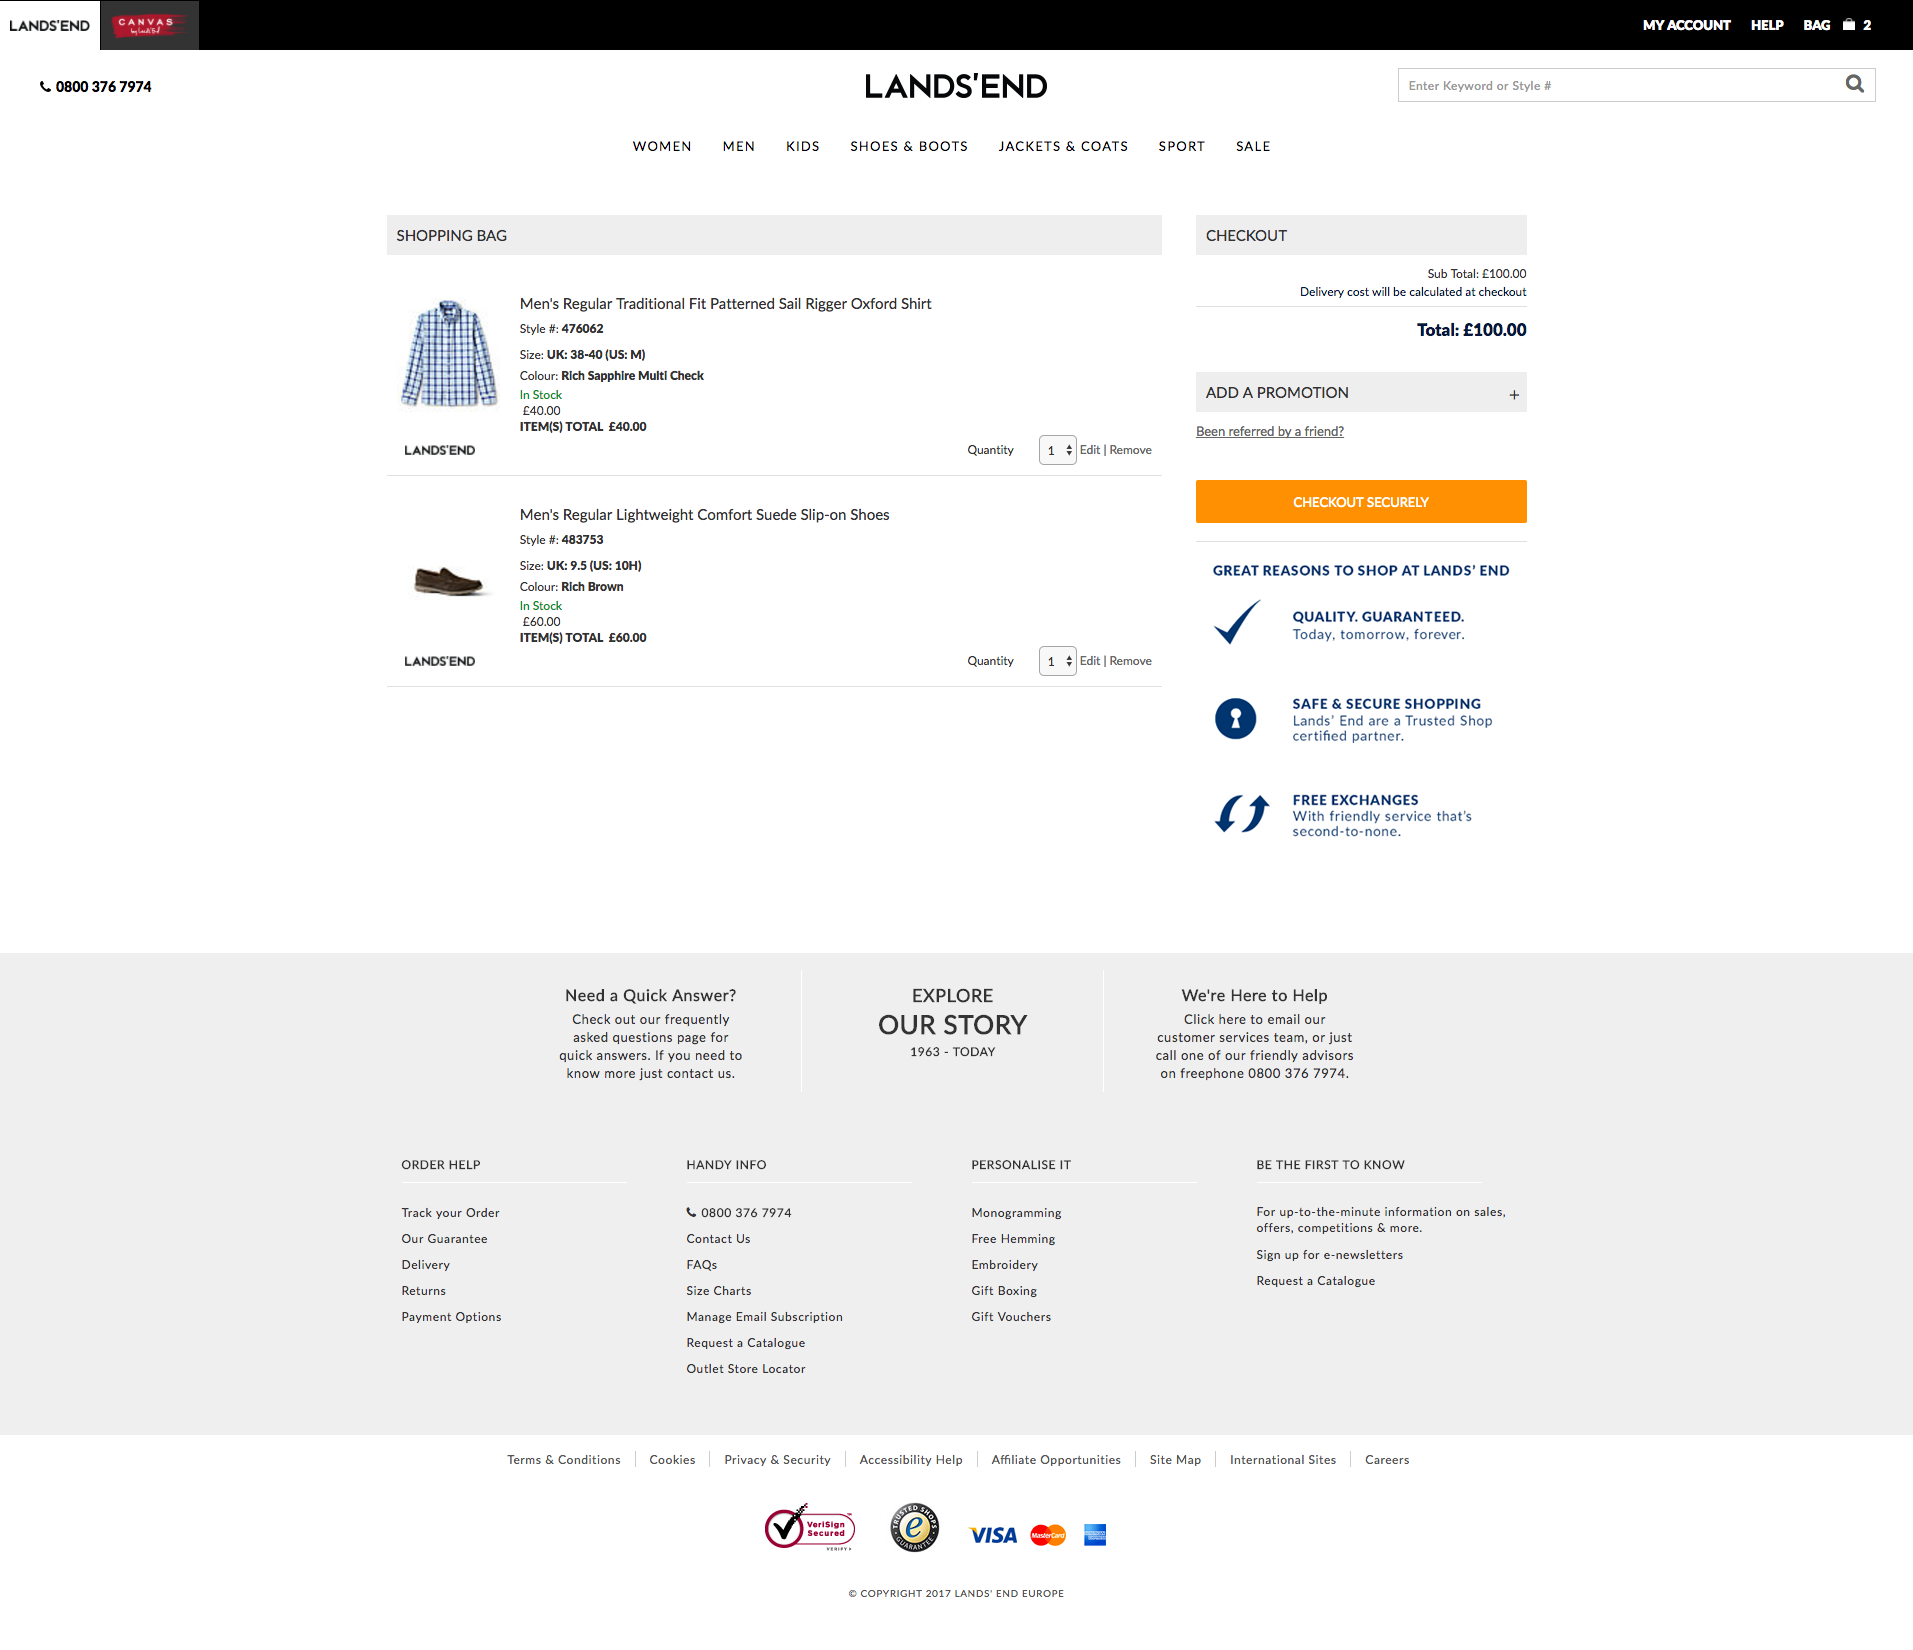 LANDS'END
CANVAS
by Lands' End
MY ACCOUNT HELP BAG 2
0800 376 7974
LANDS'END
Enter Keyword or Style #
WOMEN MEN KIDS SHOES & BOOTS JACKETS & COATS SPORT SALE
SHOPPING BAG
Men's Regular Traditional Fit Patterned Sail Rigger Oxford Shirt
Style #: 476062
Size: UK: 38-40 (US: M)
Colour: Rich Sapphire Multi Check
In Stock
£40.00
ITEM(S) TOTAL £40.00
LANDS'END
Quantity 1 Edit | Remove
Men's Regular Lightweight Comfort Suede Slip-on Shoes
Style #: 483753
Size: UK: 9.5 (US: 10H)
Colour: Rich Brown
In Stock
£60.00
ITEM(S) TOTAL £60.00
LANDS'END
Quantity 1 Edit | Remove
CHECKOUT
Sub Total: £100.00
Delivery cost will be calculated at checkout
Total: £100.00
ADD A PROMOTION +
Been referred by a friend?
CHECKOUT SECURELY
GREAT REASONS TO SHOP AT LANDS' END
QUALITY. GUARANTEED.
Today, tomorrow, forever.
SAFE & SECURE SHOPPING
Lands' End are a Trusted Shop
certified partner.
FREE EXCHANGES
With friendly service that's
second-to-none.
Need a Quick Answer?
Check out our frequently
asked questions page for
quick answers. If you need to
know more just contact us.
EXPLORE
OUR STORY
1963 - TODAY
We're Here to Help
Click here to email our
customer services team, or just
call one of our friendly advisors
on freephone 0800 376 7974.
ORDER HELP
Track your Order
Our Guarantee
Delivery
Returns
Payment Options
HANDY INFO
0800 376 7974
Contact Us
FAQs
Size Charts
Manage Email Subscription
Request a Catalogue
Outlet Store Locator
PERSONALISE IT
Monogramming
Free Hemming
Embroidery
Gift Boxing
Gift Vouchers
BE THE FIRST TO KNOW
For up-to-the-minute information on sales,
offers, competitions & more.
Sign up for e-newsletters
Request a Catalogue
Terms & Conditions Cookies Privacy & Security Accessibility Help Affiliate Opportunities Site Map International Sites Careers
VeriSign
Secured
VERIFY
TRUSTED SHOPS
e
GUARANTEE
VISA
MasterCard
© COPYRIGHT 2017 LANDS' END EUROPE